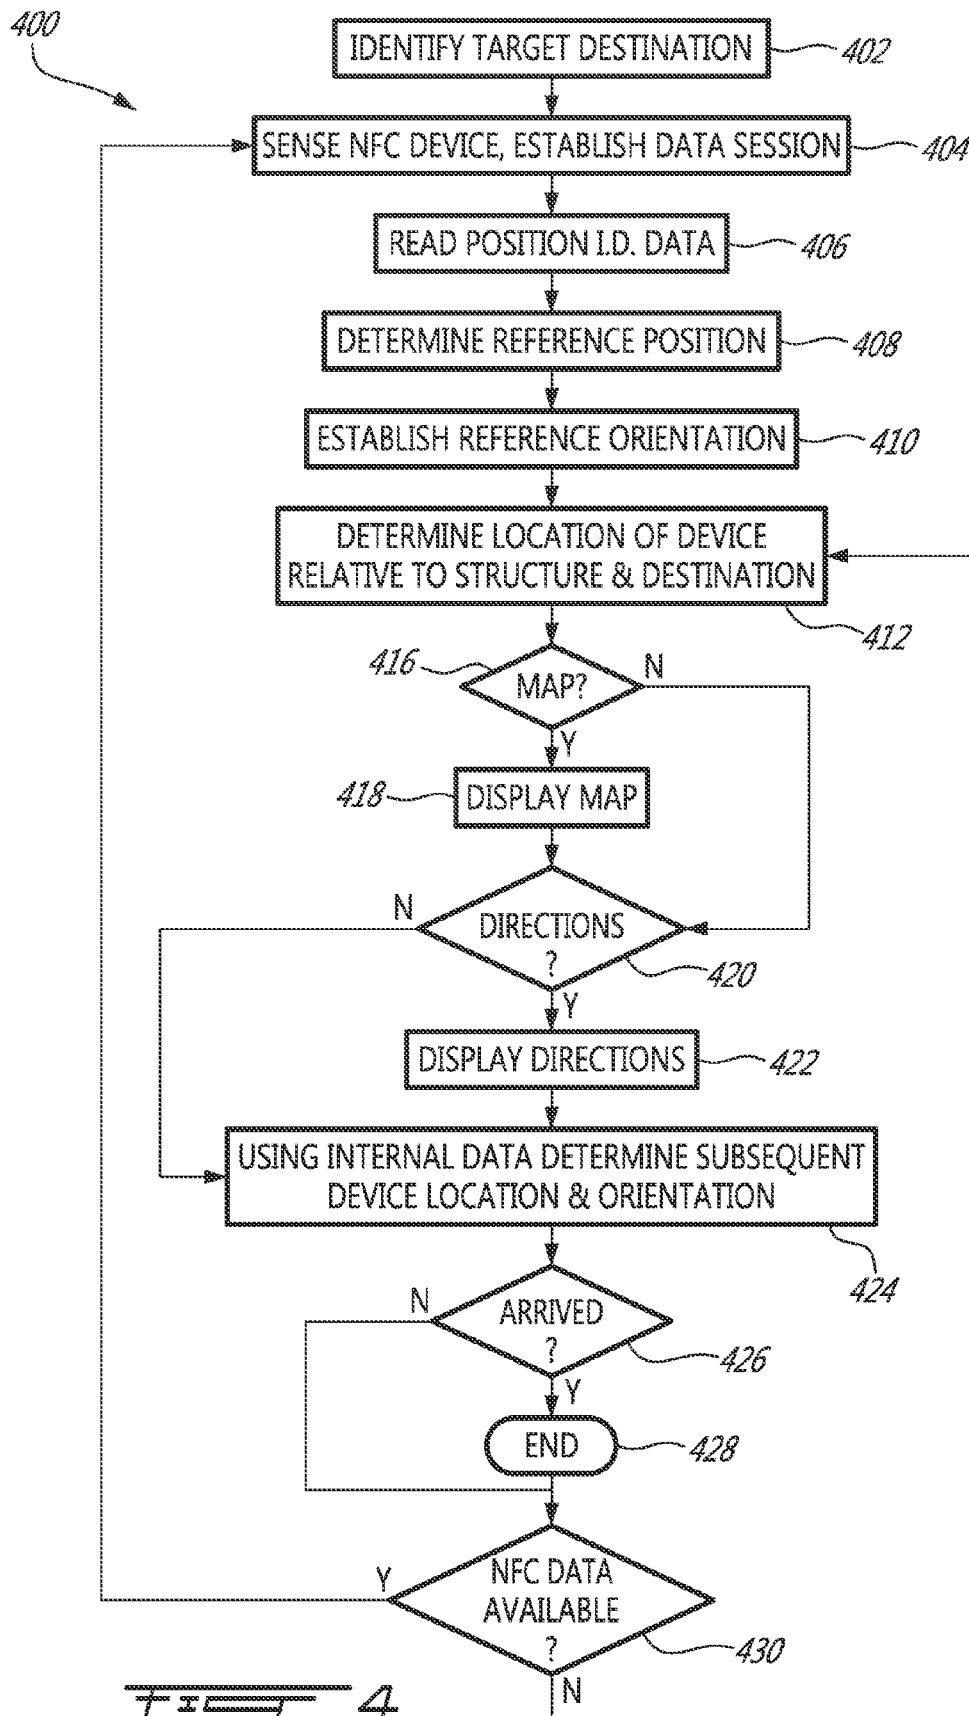 400
IDENTIFY TARGET DESTINATION
402
SENSE NFC DEVICE, ESTABLISH DATA SESSION
404
READ POSITION I.D. DATA
406
DETERMINE REFERENCE POSITION
408
ESTABLISH REFERENCE ORIENTATION
410
DETERMINE LOCATION OF DEVICE
RELATIVE TO STRUCTURE & DESTINATION
412
416
MAP?
N
Y
418
DISPLAY MAP
N
DIRECTIONS
?
420
Y
DISPLAY DIRECTIONS
422
USING INTERNAL DATA DETERMINE SUBSEQUENT
DEVICE LOCATION & ORIENTATION
424
N
ARRIVED
?
426
Y
END
428
Y
NFC DATA
AVAILABLE
?
430
N
FIG 4